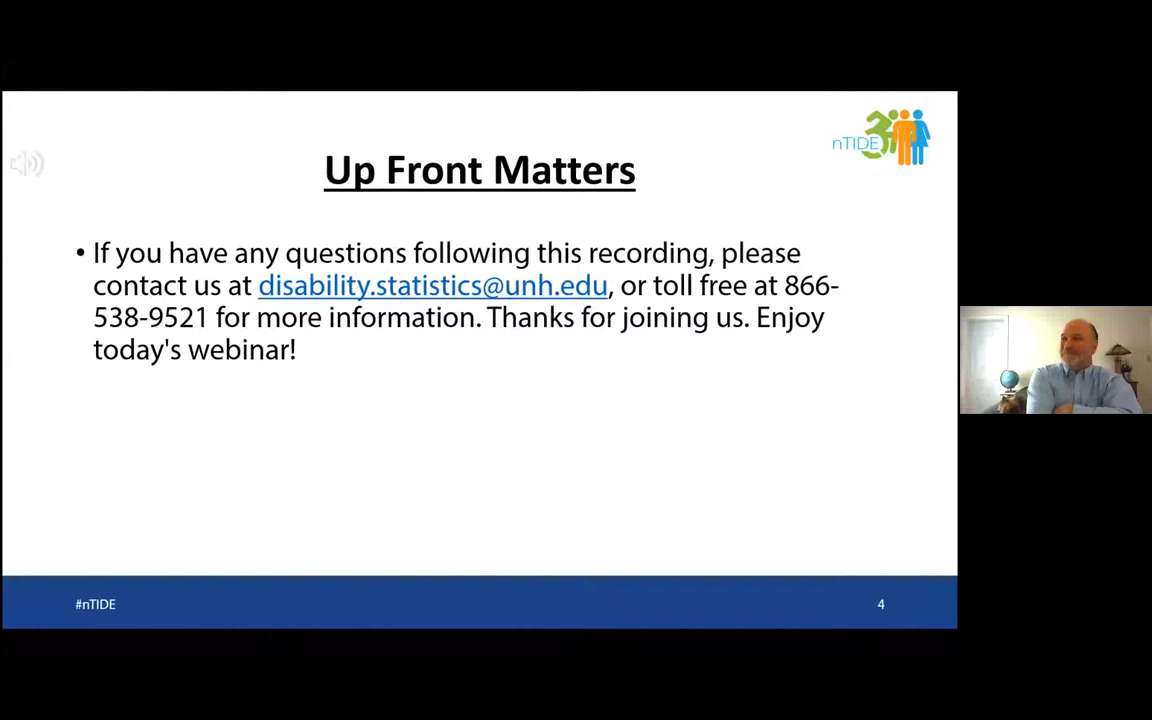 nTIDE
Up Front Matters
• If you have any questions following this recording, please
contact us at disability.statistics@unh.edu, or toll free at 866-
538-9521 for more information. Thanks for joining us. Enjoy
today's webinar!
#nTIDE
4